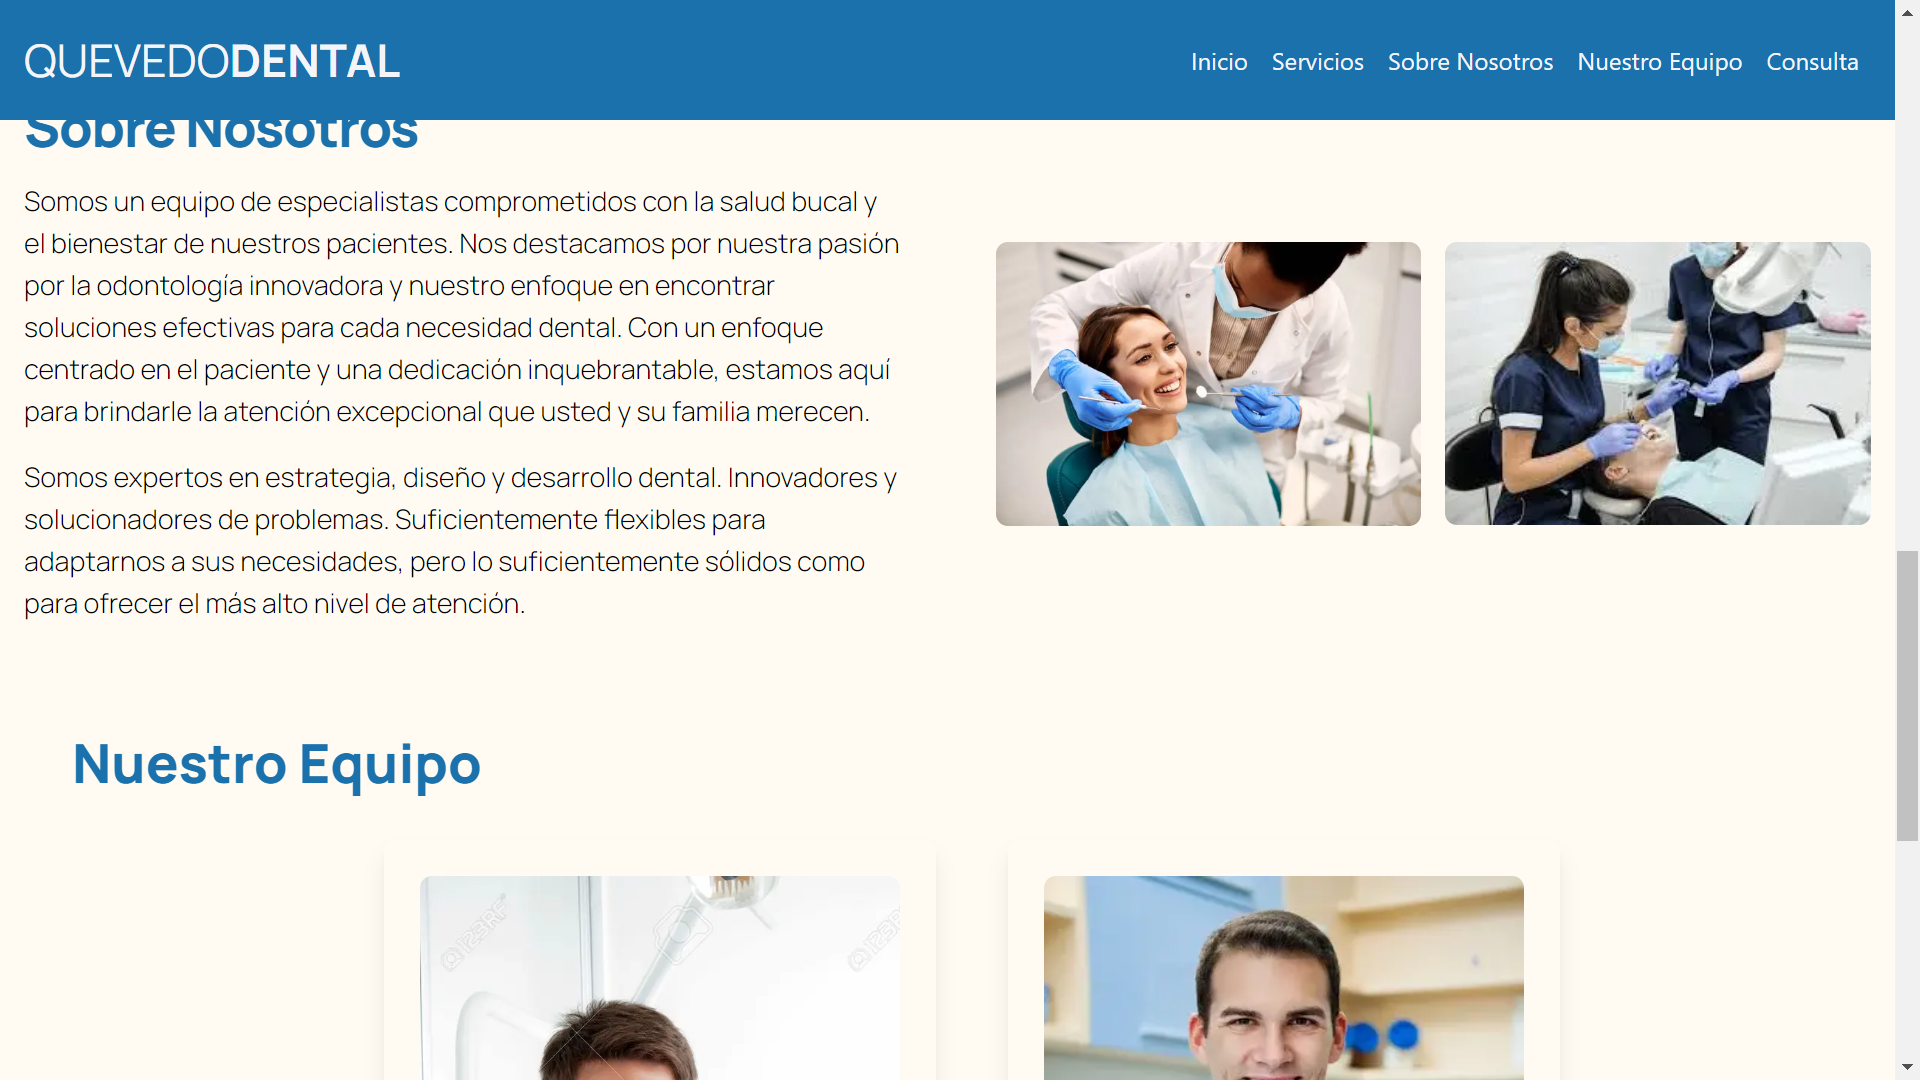 QUEVEDODENTAL
Inicio Servicios Sobre Nosotros Nuestro Equipo Consulta
Sobre Nosotros
Somos un equipo de especialistas comprometidos con la salud bucal y
el bienestar de nuestros pacientes. Nos destacamos por nuestra pasión
por la odontología innovadora y nuestro enfoque en encontrar
soluciones efectivas para cada necesidad dental. Con un enfoque
centrado en el paciente y una dedicación inquebrantable, estamos aquí
para brindarle la atención excepcional que usted y su familia merecen.
Somos expertos en estrategia, diseño y desarrollo dental. Innovadores y
solucionadores de problemas. Suficientemente flexibles para
adaptarnos a sus necesidades, pero lo suficientemente sólidos como
para ofrecer el más alto nivel de atención.
Nuestro Equipo
123RF
123RF